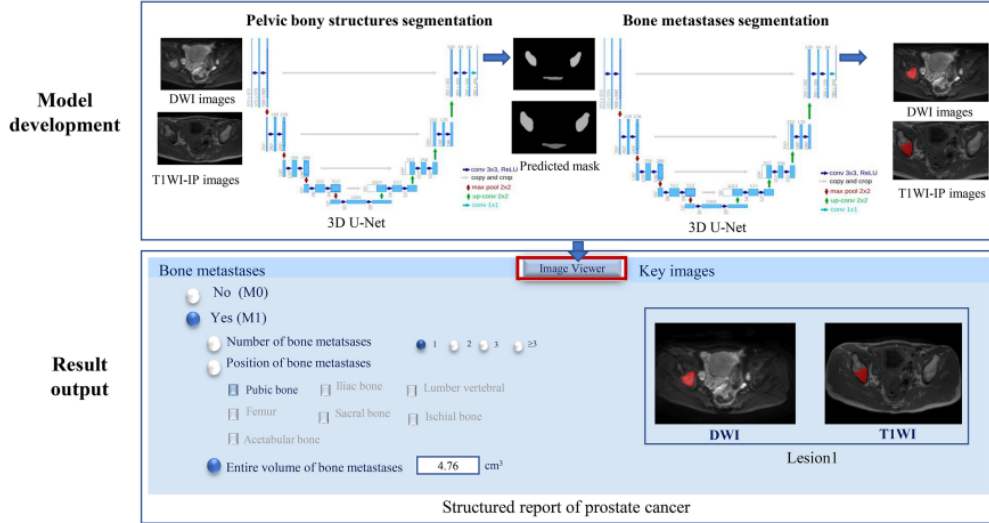 Pelvic bony structures segmentation
Bone metastases segmentation
Model development
DWI images
T1WI-IP images
conv 3x3, ReLU
copy and crop
max pool 2x2
up-conv 2x2
conv 1x1
3D U-Net
Predicted mask
conv 3x3, ReLU
copy and crop
max pool 2x2
up-conv 2x2
conv 1x1
3D U-Net
DWI images
T1WI-IP images
Result output
Bone metastases
Image Viewer
Key images
No (M0)
Yes (M1)
Number of bone metatsases
1 2 3 ≥3
Position of bone metastases
Pubic bone
Iliac bone
Lumber vertebral
Femur
Sacral bone
Ischial bone
Acetabular bone
Entire volume of bone metastases 4.76 cm³
DWI
T1WI
Lesion1
Structured report of prostate cancer